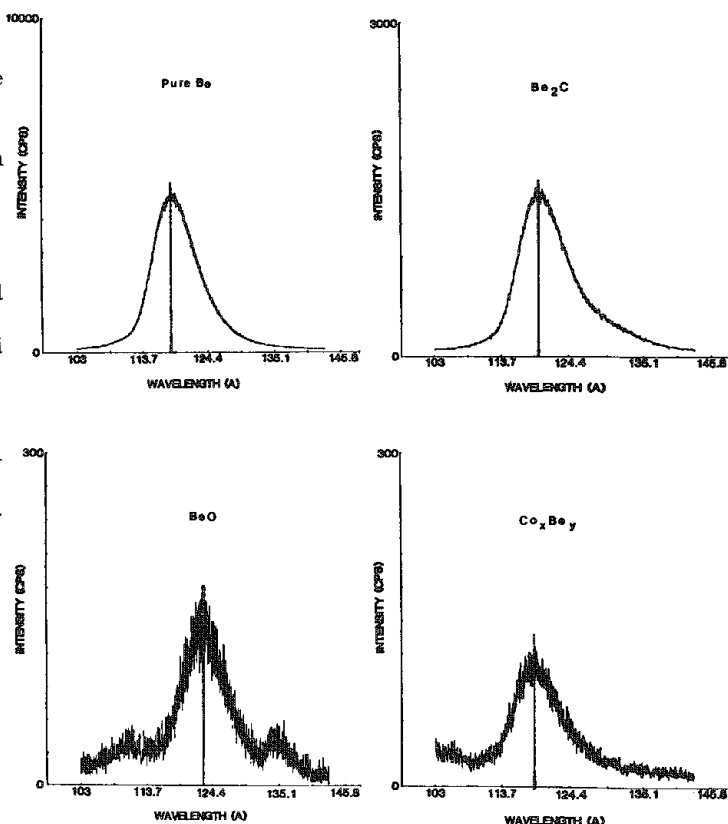 10000
Pure Be
INTENSITY (CPS)
0
103 113.7 124.4 135.1 145.8
WAVELENGTH (A)
3000
Be2C
INTENSITY (CPS)
0
103 113.7 124.4 135.1 145.8
WAVELENGTH (A)
300
BeO
INTENSITY (CPS)
0
103 113.7 124.4 135.1 145.8
WAVELENGTH (A)
300
CoxBey
INTENSITY (CPS)
0
103 113.7 124.4 135.1 145.8
WAVELENGTH (A)